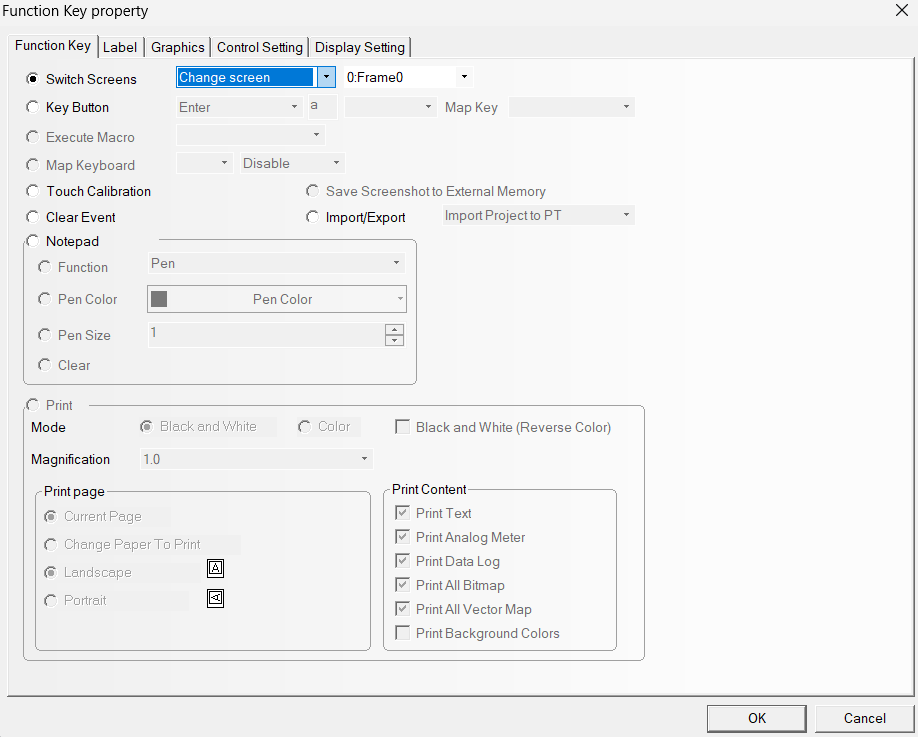 Function Key property
Function Key Label Graphics Control Setting Display Setting
Switch Screens Change screen 0:Frame0
Key Button Enter a Map Key
Execute Macro
Map Keyboard Disable
Touch Calibration Save Screenshot to External Memory
Clear Event Import/Export Import Project to PT
Notepad
Function Pen
Pen Color Pen Color
Pen Size 1
Clear
Print
Mode Black and White Color Black and White (Reverse Color)
Magnification 1.0
Print page Print Content
Current Page Print Text
Change Paper To Print Print Analog Meter
Print Data Log
Landscape A Print All Bitmap
Portrait A Print All Vector Map
Print Background Colors
OK Cancel